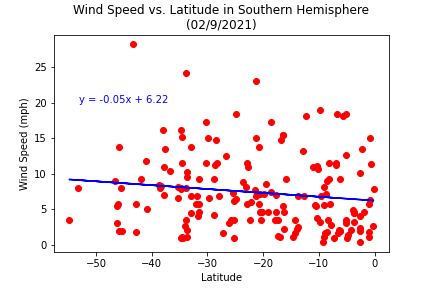 Wind Speed vs. Latitude in Southern Hemisphere
(02/9/2021)
25
20
15
10
5
0
Wind Speed (mph)
y = -0.05x + 6.22
−50 −40 −30 −20 −10 0
Latitude